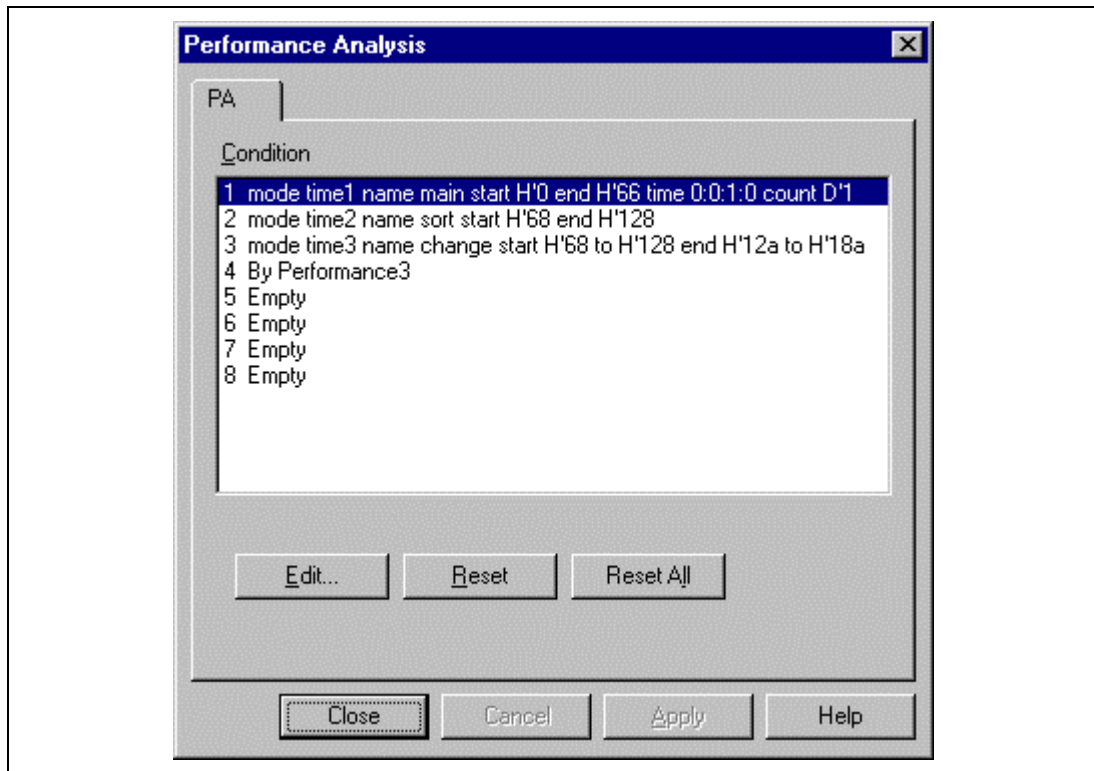 Performance Analysis
PA
Condition
1 mode time1 name main start H'0 end H'66 time 0:0:1:0 count D'1
2 mode time2 name sort start H'68 end H'128
3 mode time3 name change start H'68 to H'128 end H'12a to H'18a
4 By Performance3
5 Empty
6 Empty
7 Empty
8 Empty
Edit... Reset Reset All
Close Cancel Apply Help